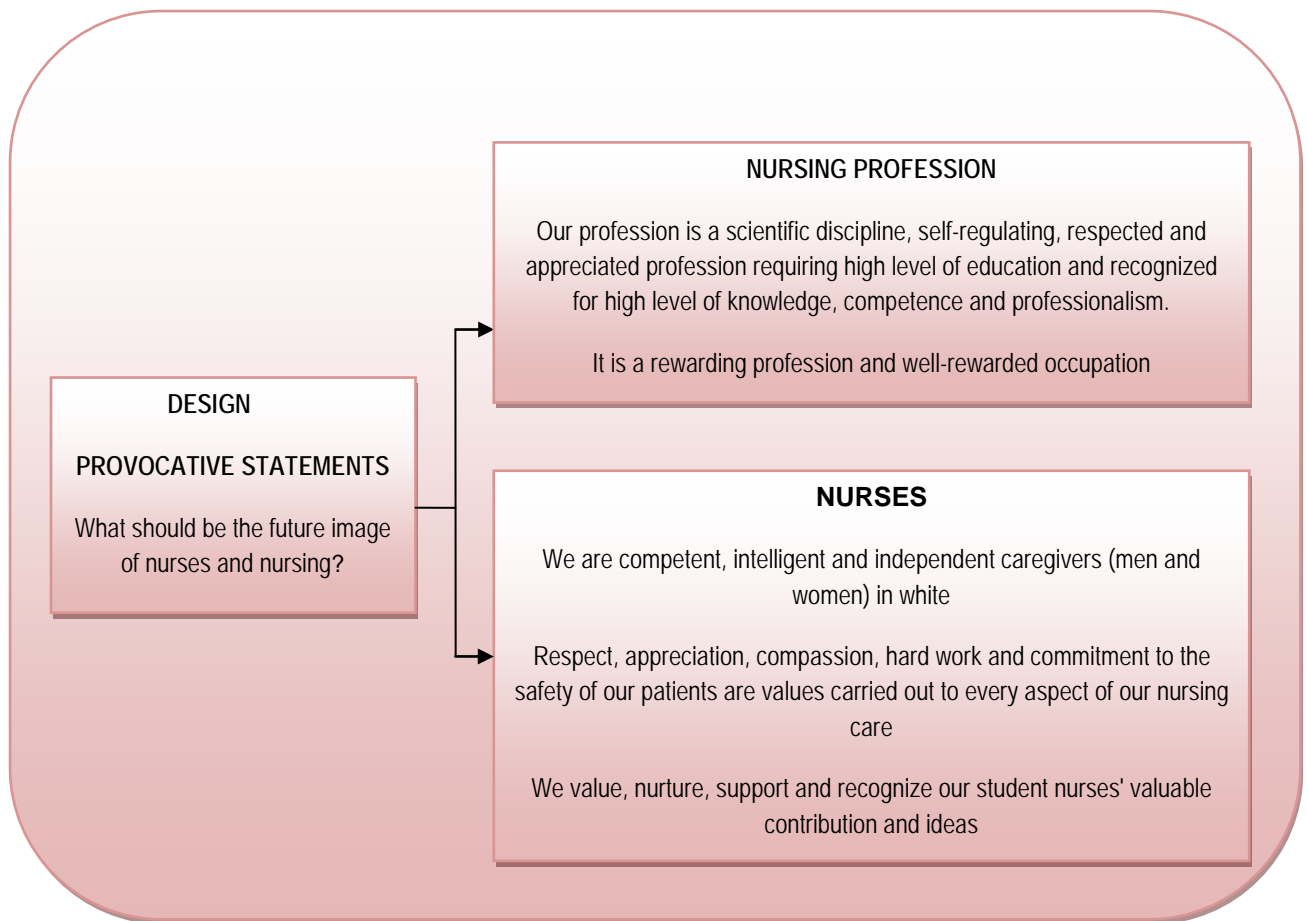 DESIGN
PROVOCATIVE STATEMENTS
What should be the future image
of nurses and nursing?
NURSING PROFESSION
Our profession is a scientific discipline, self-regulating, respected and
appreciated profession requiring high level of education and recognized
for high level of knowledge, competence and professionalism.
It is a rewarding profession and well-rewarded occupation
NURSES
We are competent, intelligent and independent caregivers (men and
women) in white
Respect, appreciation, compassion, hard work and commitment to the
safety of our patients are values carried out to every aspect of our nursing
care
We value, nurture, support and recognize our student nurses' valuable
contribution and ideas